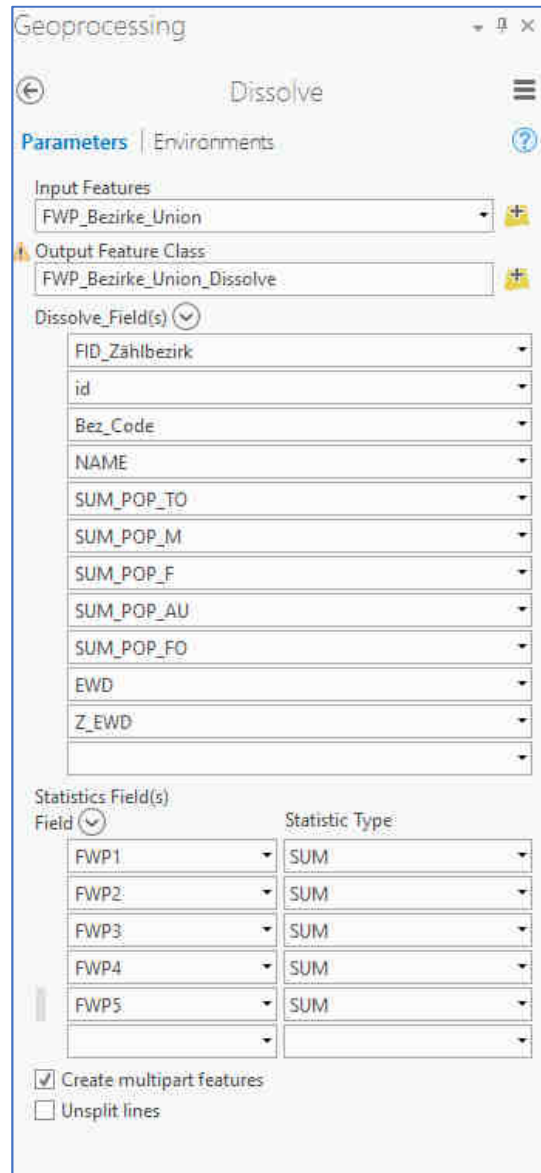 Geoprocessing
Dissolve
Parameters | Environments
Input Features
FWP_Bezirke_Union
Output Feature Class
FWP_Bezirke_Union_Dissolve
Dissolve_Field(s)
FID_Zählbezirk
id
Bez_Code
NAME
SUM_POP_TO
SUM_POP_M
SUM_POP_F
SUM_POP_AU
SUM_POP_FO
EWD
Z_EWD
Statistics Field(s)
Field Statistic Type
FWP1 SUM
FWP2 SUM
FWP3 SUM
FWP4 SUM
FWP5 SUM
Create multipart features
Unsplit lines